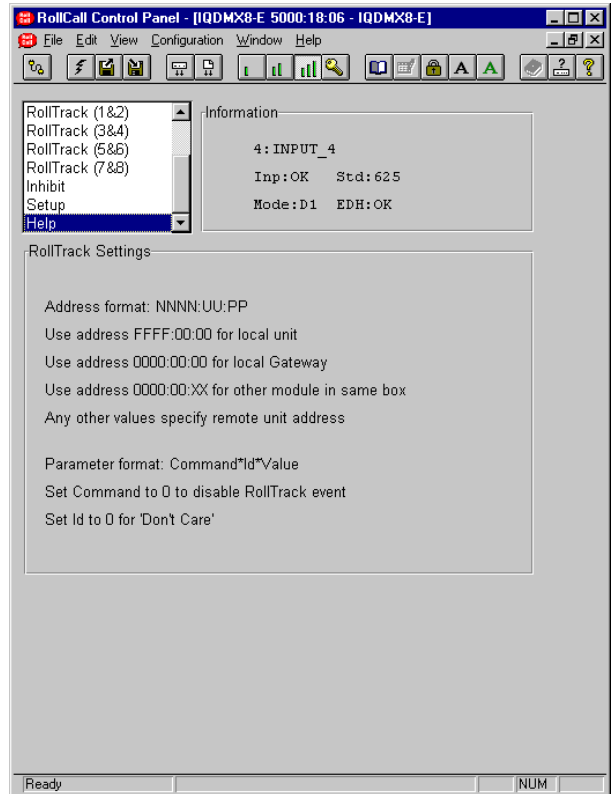 RollCall Control Panel - [IQDMX8-E 5000:18:06 - IQDMX8-E]
File Edit View Configuration Window Help
A A
RollTrack (1&2)
RollTrack (3&4)
RollTrack (5&6)
RollTrack (7&8)
Inhibit
Setup
Help
Information
4:INPUT_4
Inp:OK Std:625
Mode:D1 EDH:OK
RollTrack Settings
Address format: NNNN:UU:PP
Use address FFFF:00:00 for local unit
Use address 0000:00:00 for local Gateway
Use address 0000:00:XX for other module in same box
Any other values specify remote unit address
Parameter format: Command*Id*Value
Set Command to 0 to disable RollTrack event
Set Id to 0 for 'Don't Care'
Ready NUM